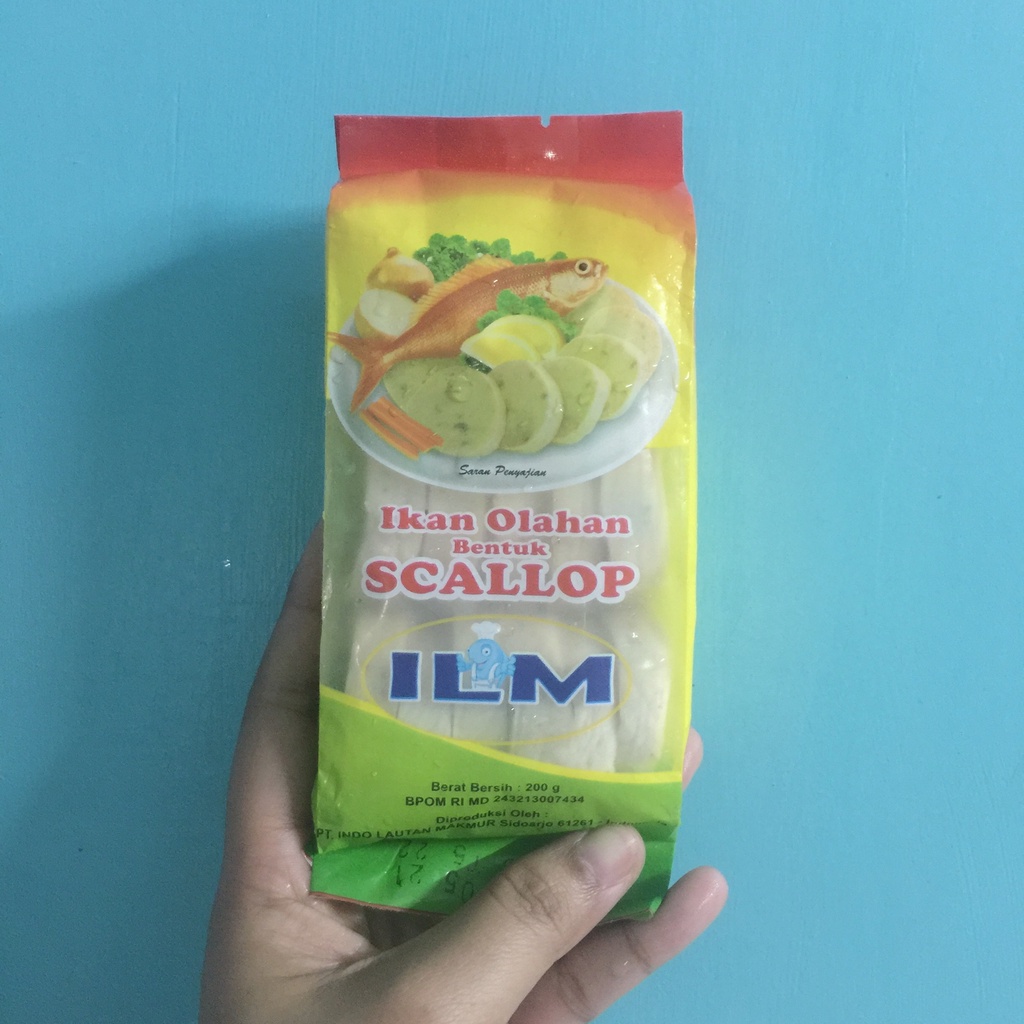 Saran Penyajian
Ikan Olahan
Bentuk
SCALLOP
ILM
Berat Bersih : 200 g
BPOM RI MD 243213007434
Diproduksi Oleh :
PT. INDO LAUTAN MAKMUR Sidoarjo 61261 -